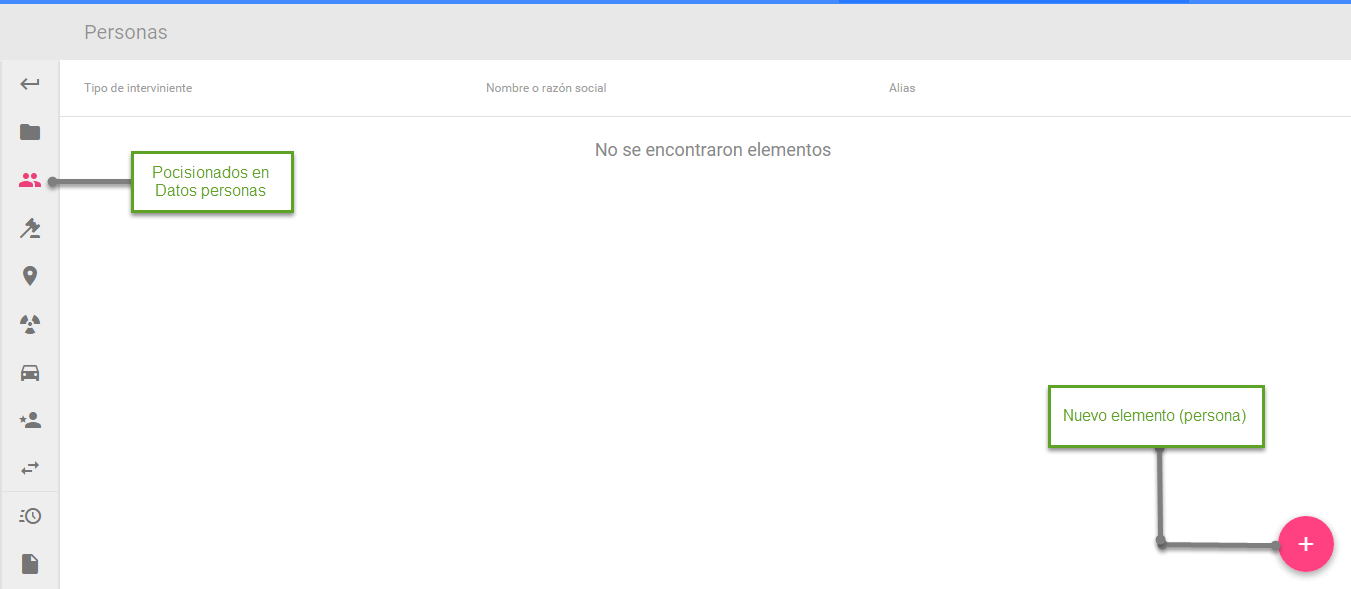 Personas
Tipo de interviniente
Nombre o razón social
Alias
No se encontraron elementos
Pocisionados en
Datos personas
Nuevo elemento (persona)